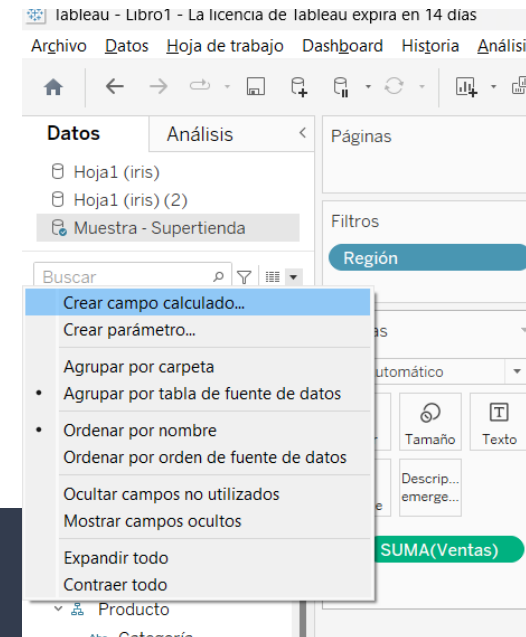 Tableau - Libro1 - La licencia de Tableau expira en 14 días
Archivo Datos Hoja de trabajo Dashboard Historia Análisi
Datos Análisis
Páginas
Hoja1 (iris)
Hoja1 (iris) (2)
Muestra - Supertienda
Filtros
Región
Buscar
Crear campo calculado...
Crear parámetro...
as
utomático
Agrupar por carpeta
Agrupar por tabla de fuente de datos
Tamaño Texto
Ordenar por nombre
Ordenar por orden de fuente de datos
Descrip...
emerge...
e
Ocultar campos no utilizados
Mostrar campos ocultos
SUMA(Ventas)
Expandir todo
Contraer todo
Producto
Abc Categoría